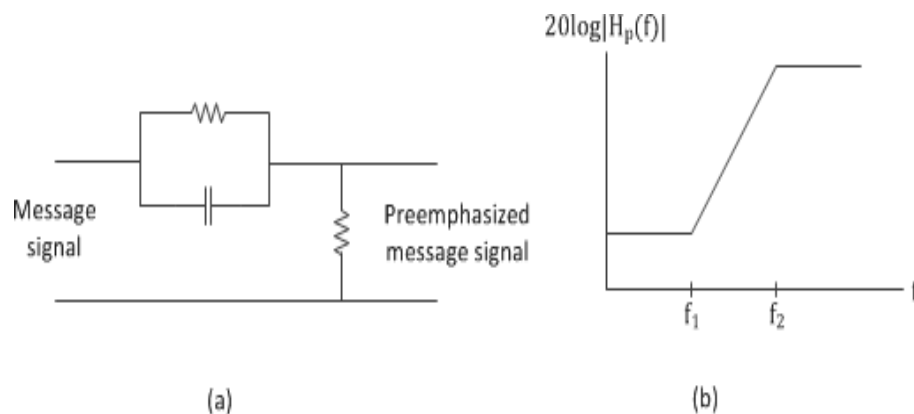 20log|Hₚ(f)|
Message
signal
Preemphasized
message signal
f₁
f₂
f
(a)
(b)